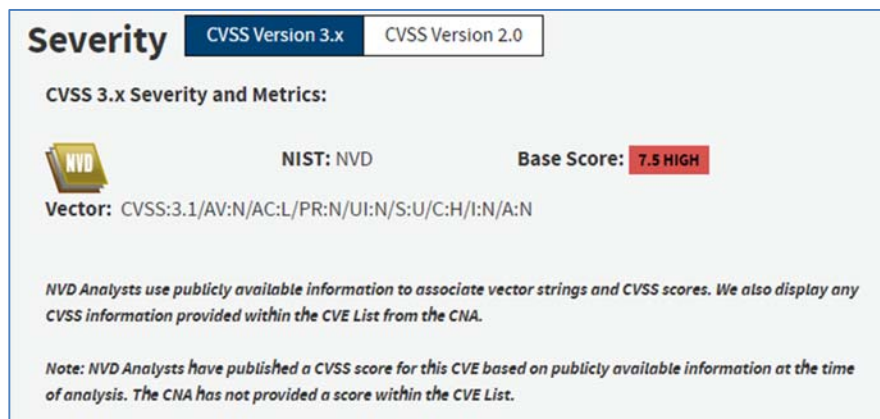 Severity CVSS Version 3.x CVSS Version 2.0
CVSS 3.x Severity and Metrics:
NVD NIST: NVD Base Score: 7.5 HIGH
Vector: CVSS:3.1/AV:N/AC:L/PR:N/UI:N/S:U/C:H/I:N/A:N
NVD Analysts use publicly available information to associate vector strings and CVSS scores. We also display any
CVSS information provided within the CVE List from the CNA.
Note: NVD Analysts have published a CVSS score for this CVE based on publicly available information at the time
of analysis. The CNA has not provided a score within the CVE List.